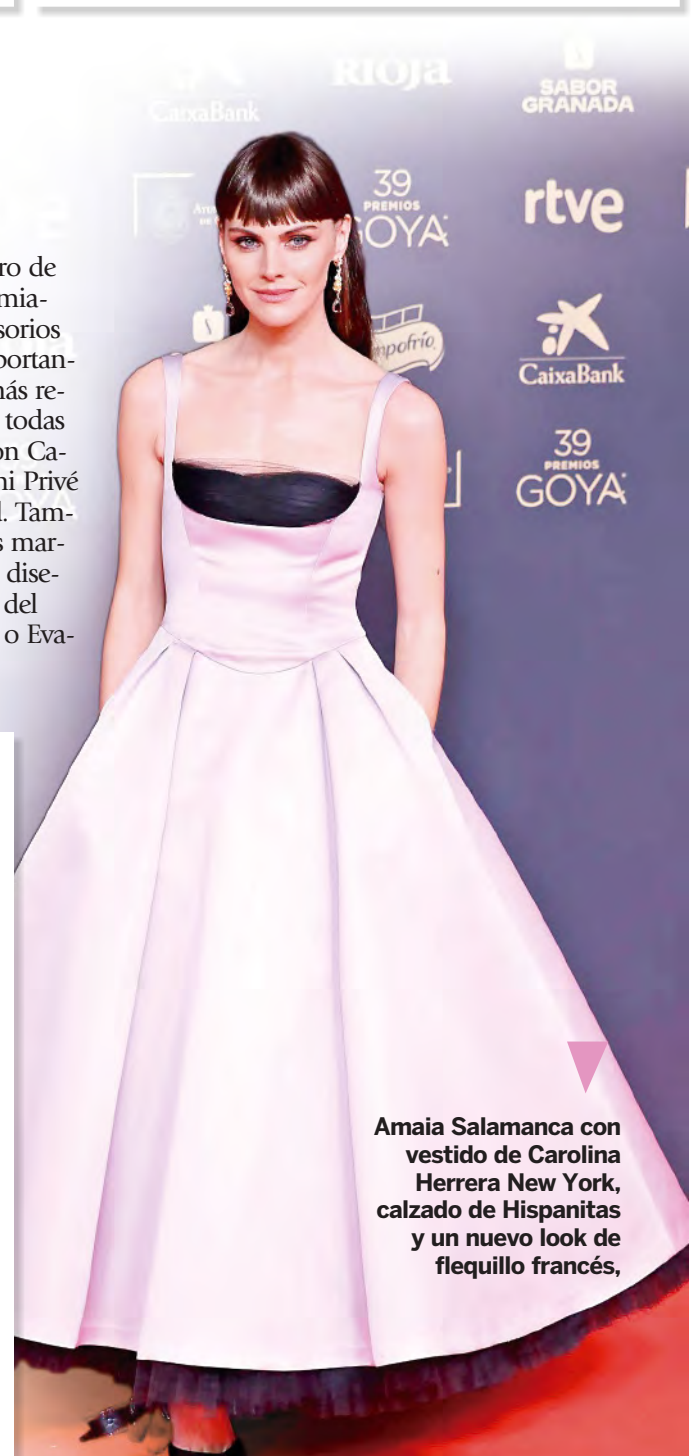 RIOJA
SABOR
GRANADA
CaixaBank
39
PREMIOS
GOYA
rtve
ro de
mia-
sorios
portan-
más re-
todas
on Ca-
ni Privé
l. Tam-
s mar-
dise-
del
o Eva-
mpofrío
CaixaBank
39
PREMIOS
GOYA
Amaia Salamanca con
vestido de Carolina
Herrera New York,
calzado de Hispanitas
y un nuevo look de
flequillo francés,